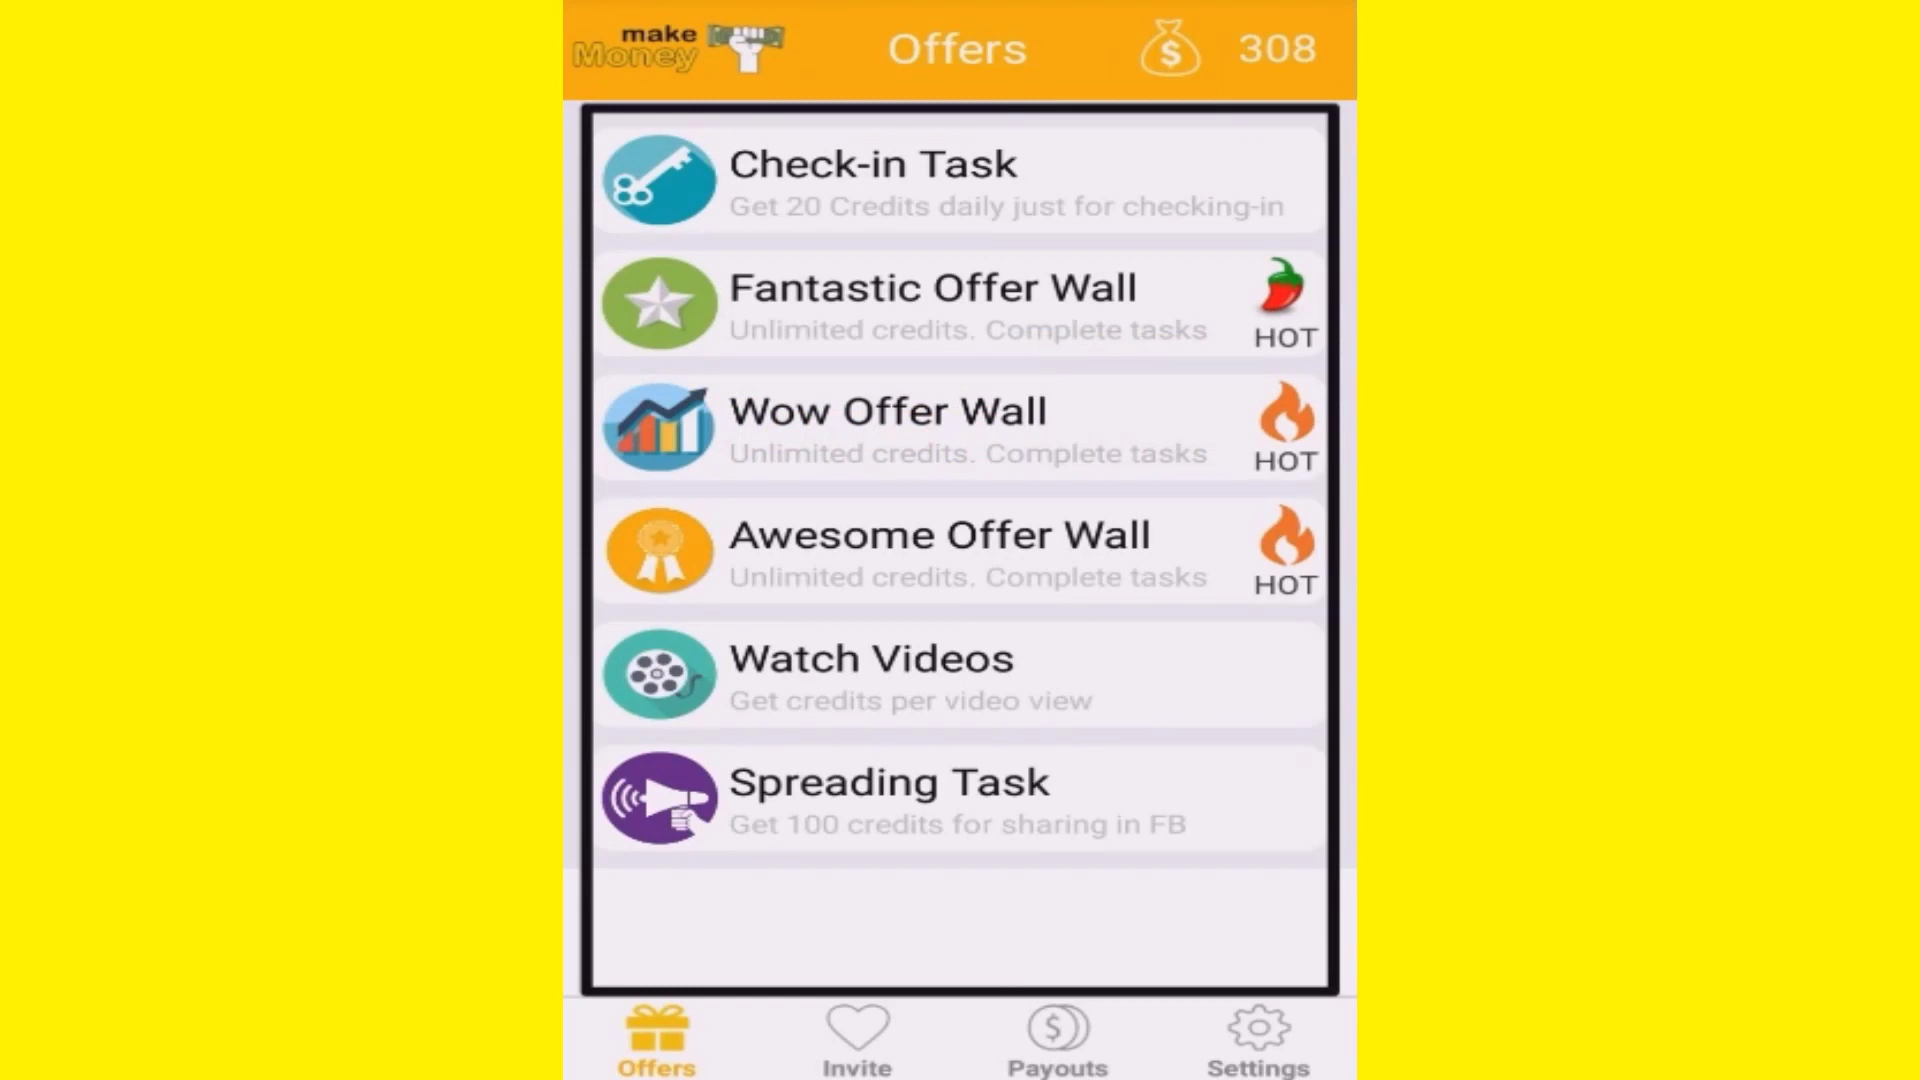 make
Money
Offers
$ 308
Check-in Task
Get 20 Credits daily just for checking-in
Fantastic Offer Wall
Unlimited credits. Complete tasks
HOT
Wow Offer Wall
Unlimited credits. Complete tasks
HOT
Awesome Offer Wall
Unlimited credits. Complete tasks
HOT
Watch Videos
Get credits per video view
Spreading Task
Get 100 credits for sharing in FB
$
Offers
Invite
Payouts
Settings